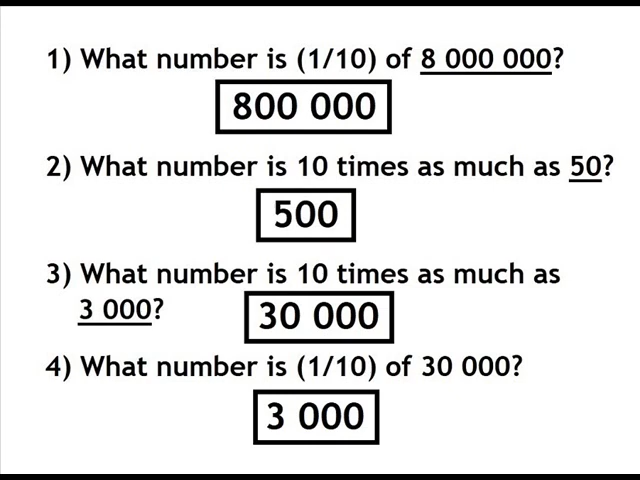 1) What number is (1/10) of 8 000 000?
800 000
2) What number is 10 times as much as 50?
500
3) What number is 10 times as much as
3 000?
30 000
4) What number is (1/10) of 30 000?
3 000